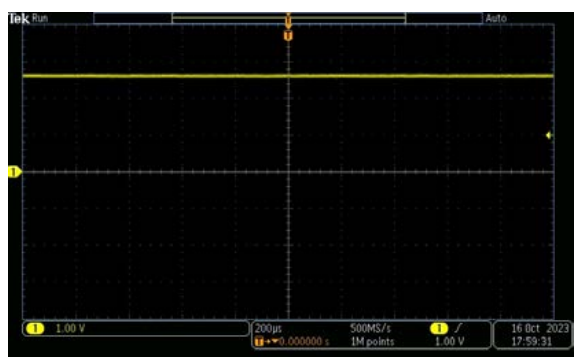 Tek Run Auto
T
T
1
1 1.00 V 200µs 500MS/s 1 16 Oct 2023
T 0.000000 s 1M points 1.00 V 17:59:31